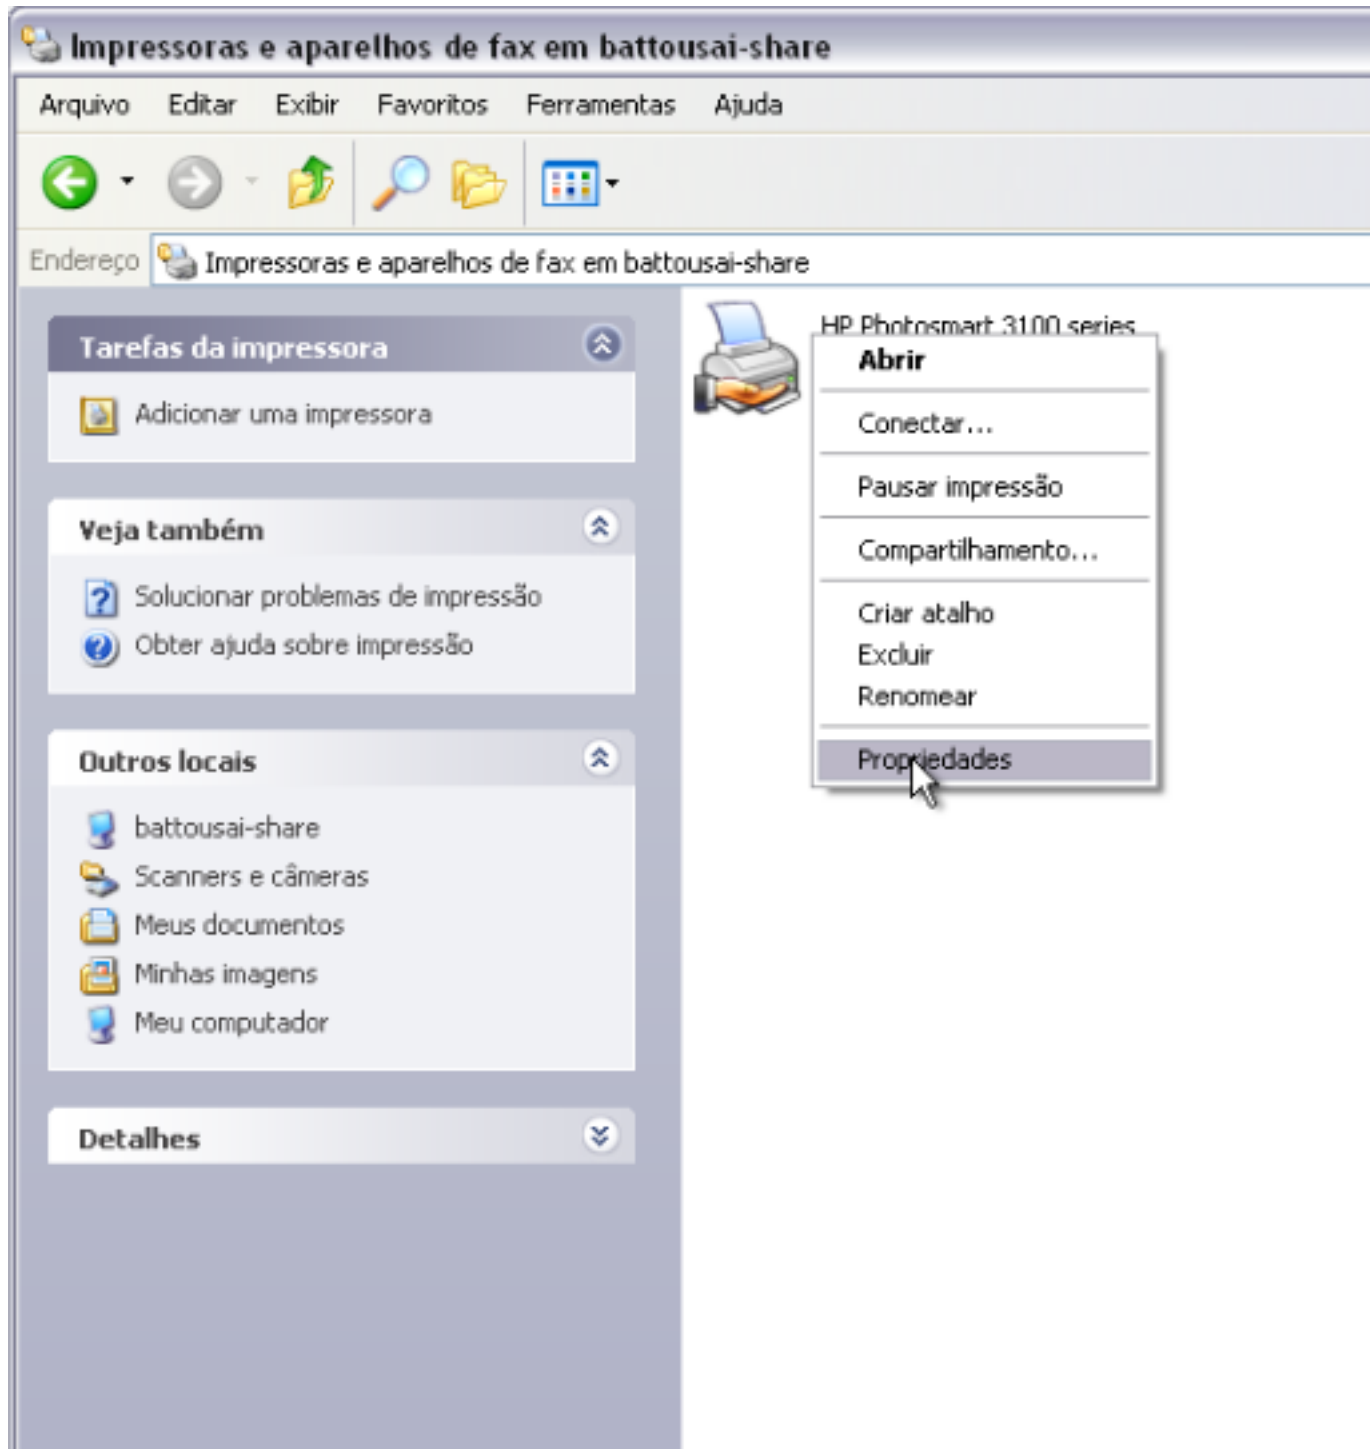 Impressoras e aparelhos de fax em battousai-share
Arquivo Editar Exibir Favoritos Ferramentas Ajuda
Endereço Impressoras e aparelhos de fax em battousai-share
Tarefas da impressora
Adicionar uma impressora
Veja também
Solucionar problemas de impressão
Obter ajuda sobre impressão
Outros locais
battousai-share
Scanners e câmeras
Meus documentos
Minhas imagens
Meu computador
Detalhes
HP Photosmart 3100 series
Abrir
Conectar...
Pausar impressão
Compartilhamento...
Criar atalho
Excluir
Renomear
Propriedades